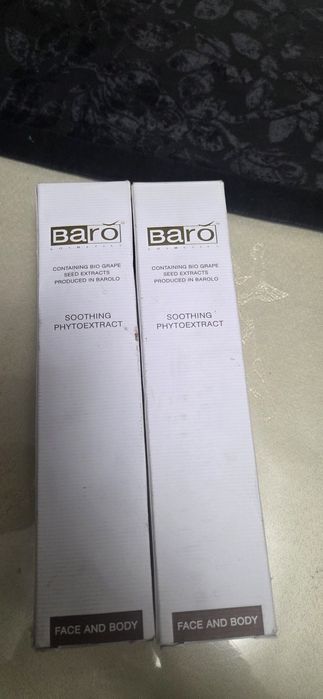 Barò
COSMETICS
CONTAINING BIO GRAPE
SEED EXTRACTS
PRODUCED IN BAROLO
SOOTHING
PHYTOEXTRACT
FACE AND BODY
Barò
COSMETICS
CONTAINING BIO GRAPE
SEED EXTRACTS
PRODUCED IN BAROLO
SOOTHING
PHYTOEXTRACT
FACE AND BODY